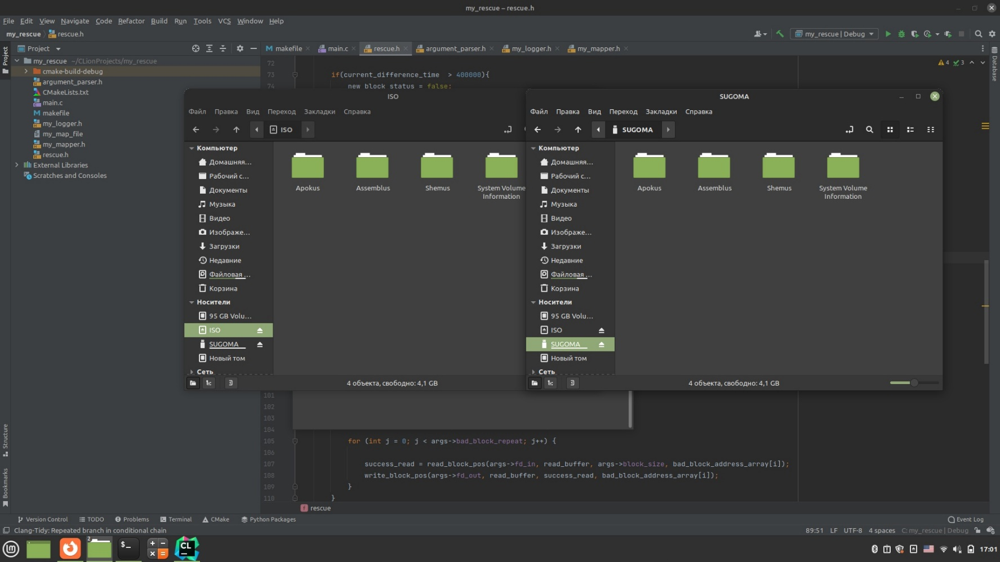 my_rescue – rescue.h
File Edit View Navigate Code Refactor Build Run Tools VCS Window Help
my_rescue rescue.h
my_rescue | Debug
Project
makefile main.c rescue.h argument_parser.h my_logger.h my_mapper.h
Project
Database
my_rescue ~/CLionProjects/my_rescue
cmake-build-debug
argument_parser.h
CMakeLists.txt
main.c
makefile
my_logger.h
my_map_file
my_mapper.h
rescue.h
External Libraries
Scratches and Consoles
4 3
72
73 if(current_difference_time > 400000){
74 new_block_status = false;
ISO
Файл Правка Вид Переход Закладки Справка
ISO
Компьютер
Домашняя...
Рабочий с...
Документы
Музыка
Видео
Изображе...
Загрузки
Недавние
Файловая ...
Корзина
Носители
95 GB Volu...
ISO
SUGOMA
Новый том
Сеть
Apokus Assemblus Shemus System Volume
Information
4 объекта, свободно: 4,1 GB
SUGOMA
Файл Правка Вид Переход Закладки Справка
SUGOMA
Компьютер
Домашняя...
Рабочий с...
Документы
Музыка
Видео
Изображе...
Загрузки
Недавние
Файловая ...
Корзина
Носители
95 GB Volu...
ISO
SUGOMA
Новый том
Сеть
Apokus Assemblus Shemus System Volume
Information
4 объекта, свободно: 4,1 GB
101
102
103
104
105 for (int j = 0; j < args->bad_block_repeat; j++) {
106
107 success_read = read_block_pos(args->fd_in, read_buffer, args->block_size, bad_block_address_array[i]);
108 write_block_pos(args->fd_out, read_buffer, success_read, bad_block_address_array[i]);
109 }
110 }
f rescue
Structure
Bookmarks
Version Control TODO Problems Terminal CMake Python Packages Event Log
Clang-Tidy: Repeated branch in conditional chain
89:51 LF UTF-8 4 spaces C: my_rescue | Debug
2
$_
CL
17:01